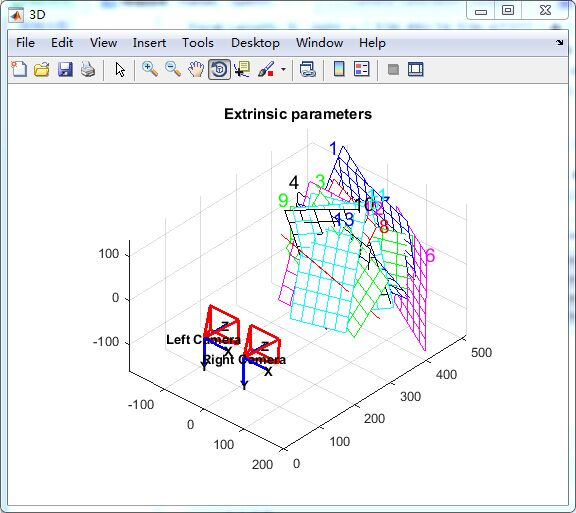 3D
File Edit View Insert Tools Desktop Window Help
Extrinsic parameters
1
4
3
9
11
10
13
8
6
100
0
-100
Left Camera
Right Camera
Z
X
Y
Z
X
Y
-100
0
100
200
0
100
200
300
400
500